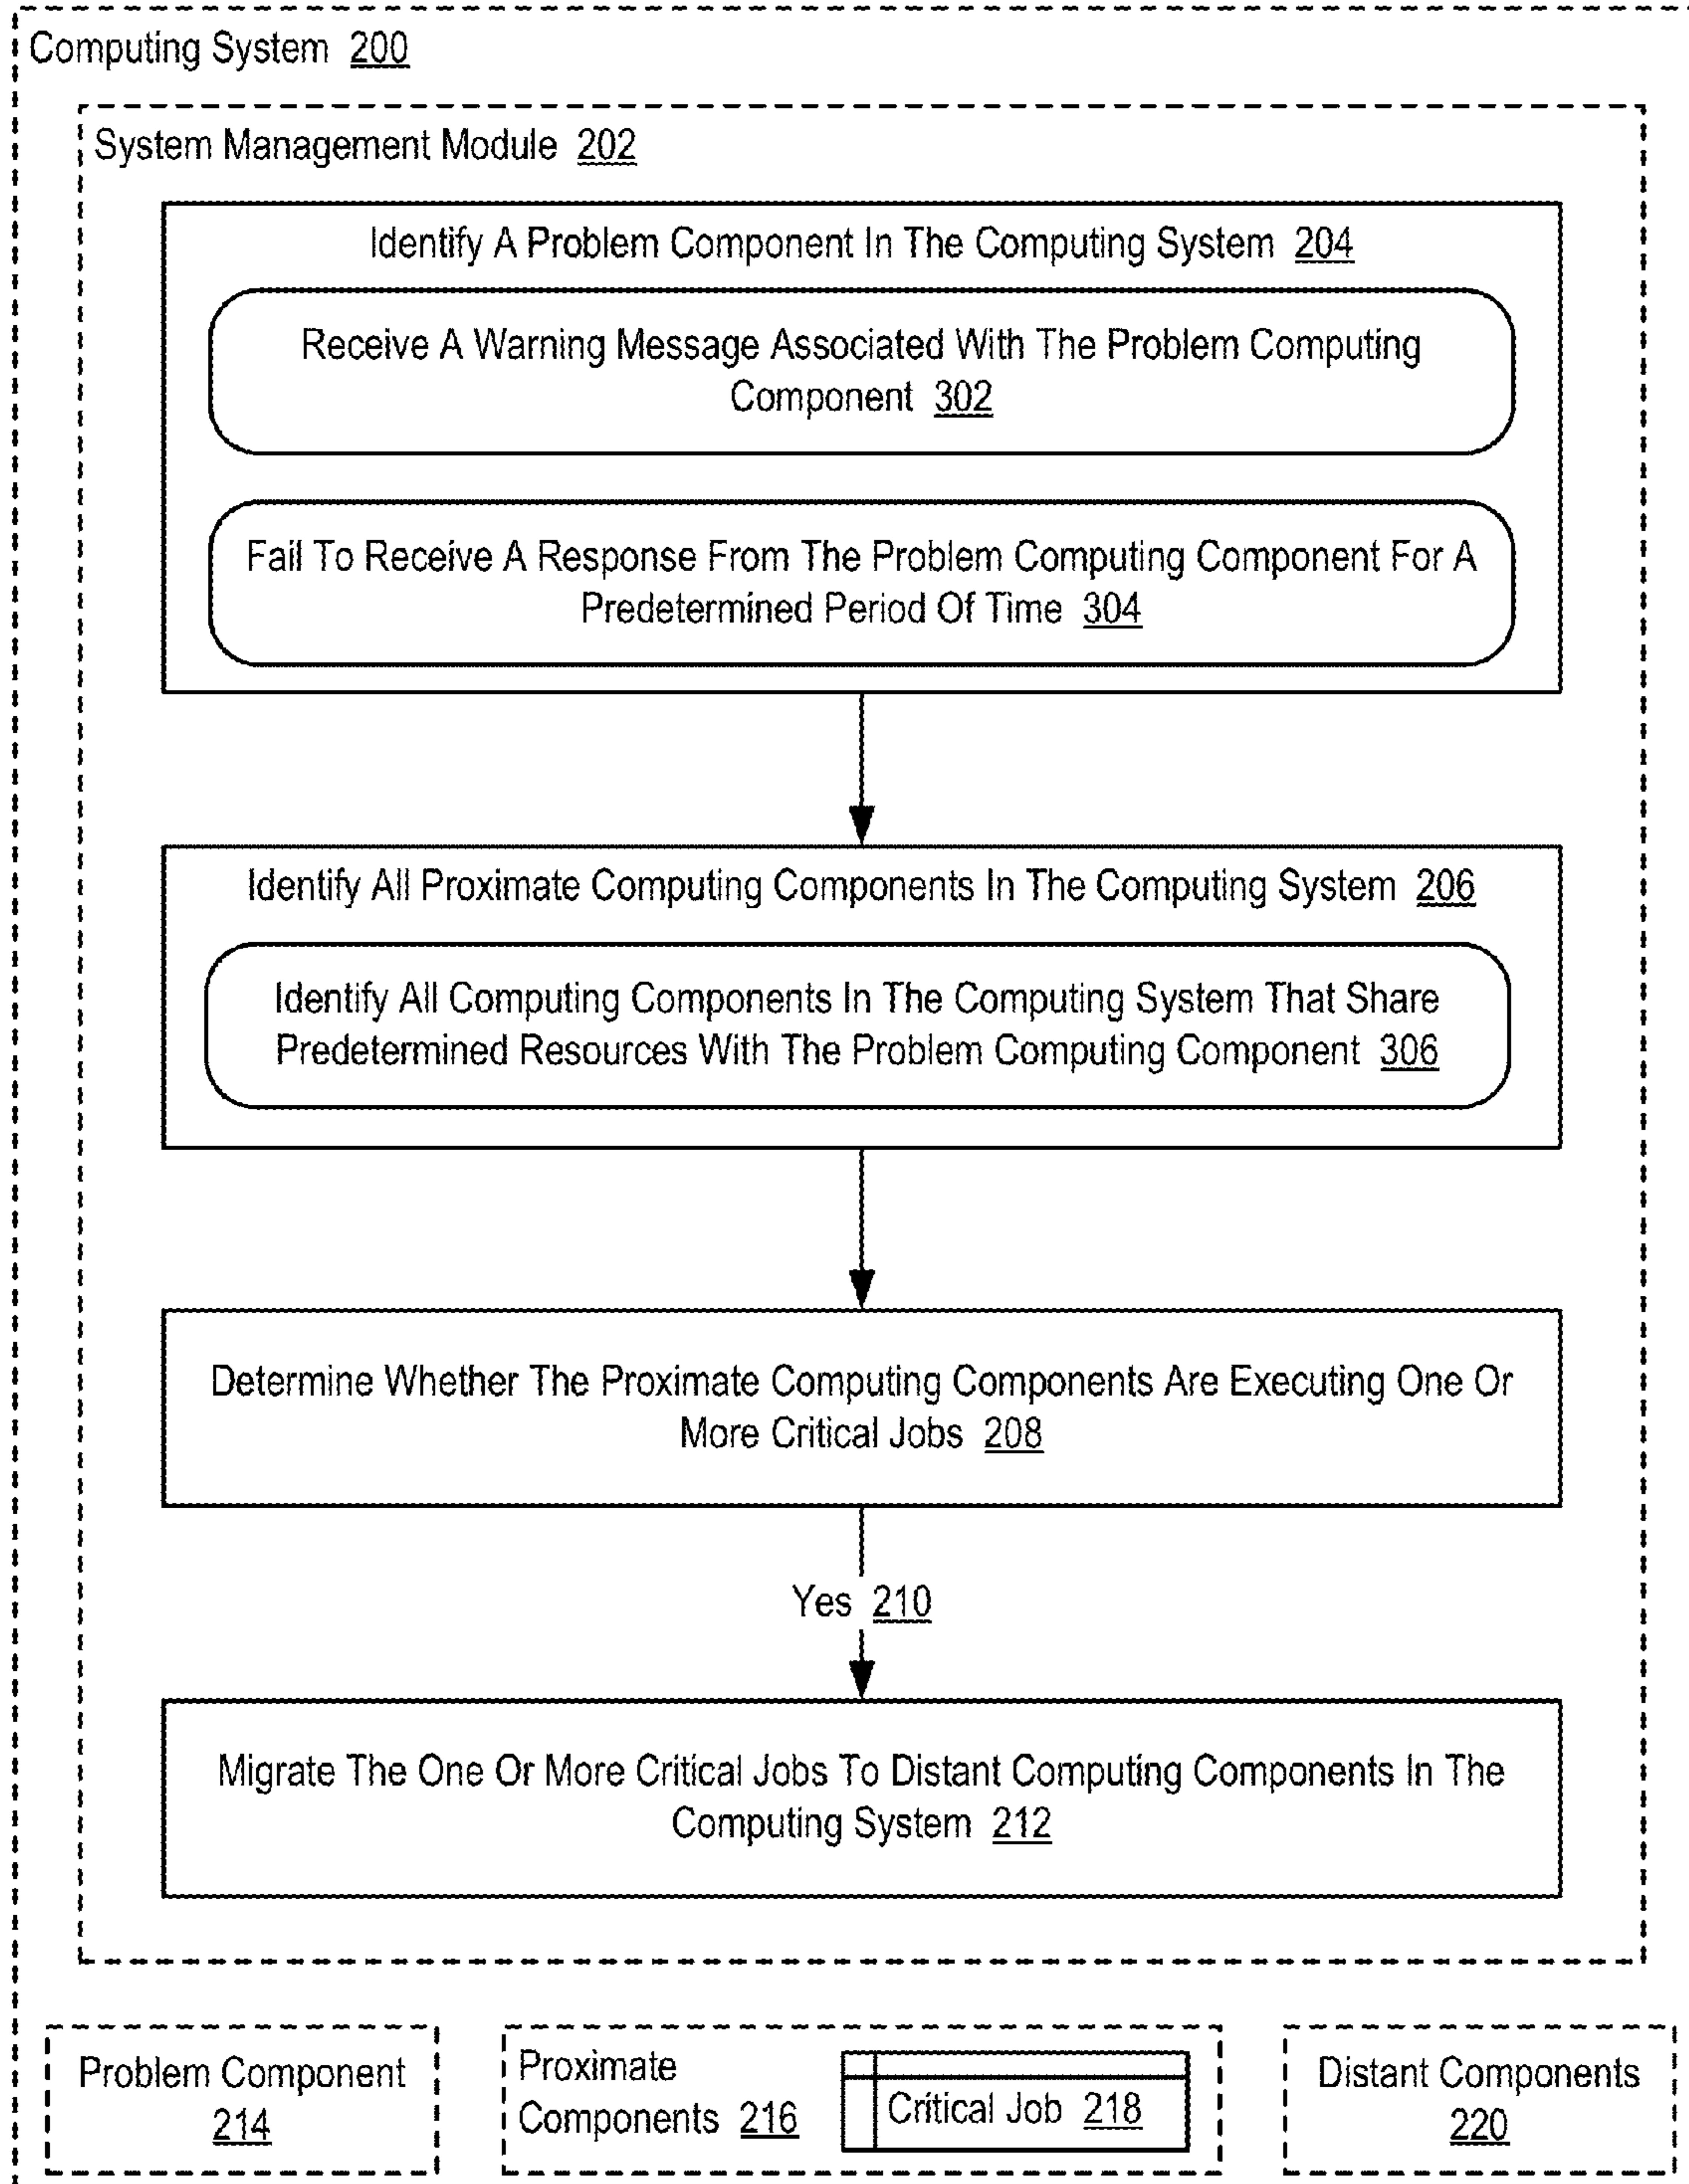 Computing System 200
System Management Module 202
Identify A Problem Component In The Computing System 204
Receive A Warning Message Associated With The Problem Computing
Component 302
Fail To Receive A Response From The Problem Computing Component For A
Predetermined Period Of Time 304
Identify All Proximate Computing Components In The Computing System 206
Identify All Computing Components In The Computing System That Share
Predetermined Resources With The Problem Computing Component 306
Determine Whether The Proximate Computing Components Are Executing One Or
More Critical Jobs 208
Yes 210
Migrate The One Or More Critical Jobs To Distant Computing Components In The
Computing System 212
Problem Component
214
Proximate
Components 216
Critical Job 218
Distant Components
220